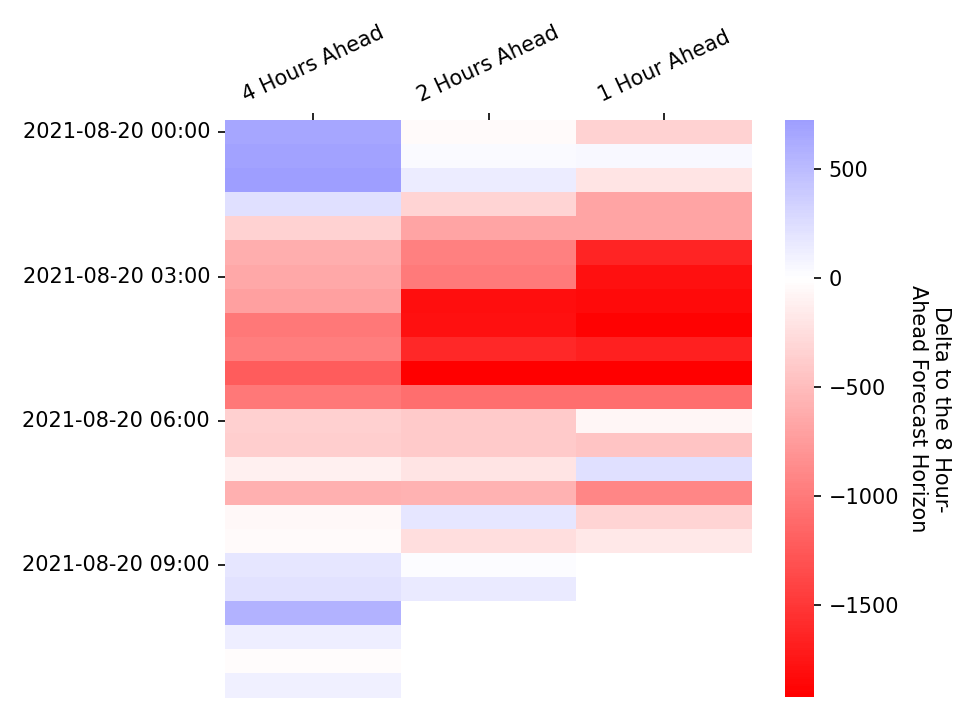 4 Hours Ahead
2 Hours Ahead
1 Hour Ahead
2021-08-20 00:00
2021-08-20 03:00
2021-08-20 06:00
2021-08-20 09:00
500
0
−500
−1000
−1500
Delta to the 8 Hour-
Ahead Forecast Horizon